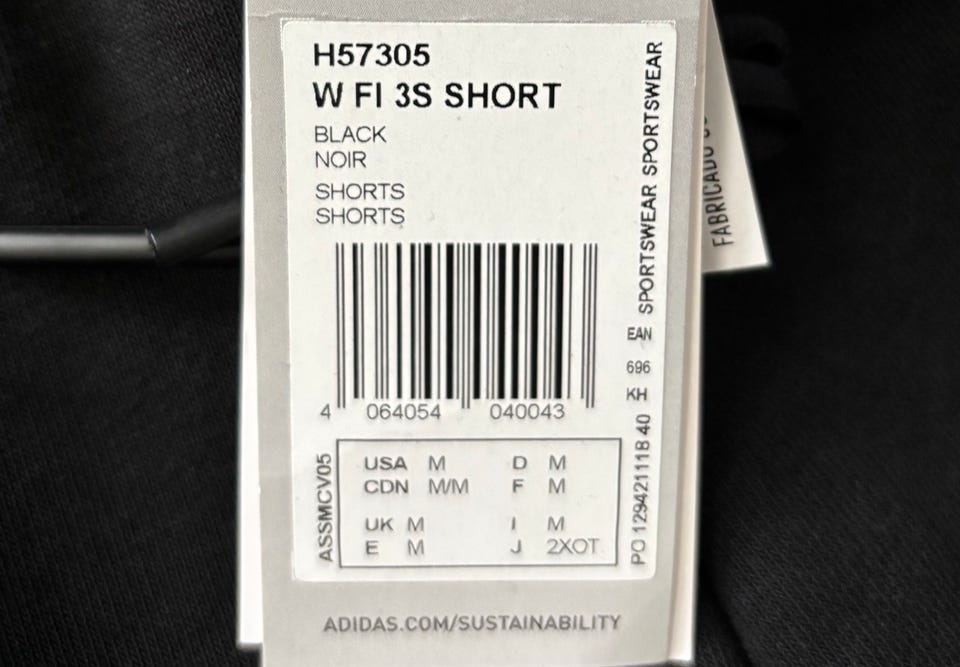 H57305
W FI 3S SHORT
BLACK
NOIR
SHORTS
SHORTS
4 064054 040043
USA M D M
CDN M/M F M
UK M I M
E M J 2XOT
ASSMCV05
SPORTSWEAR SPORTSWEAR
EAN
696
KH
PO 129421118 40
ADIDAS.COM/SUSTAINABILITY
FABRICADO